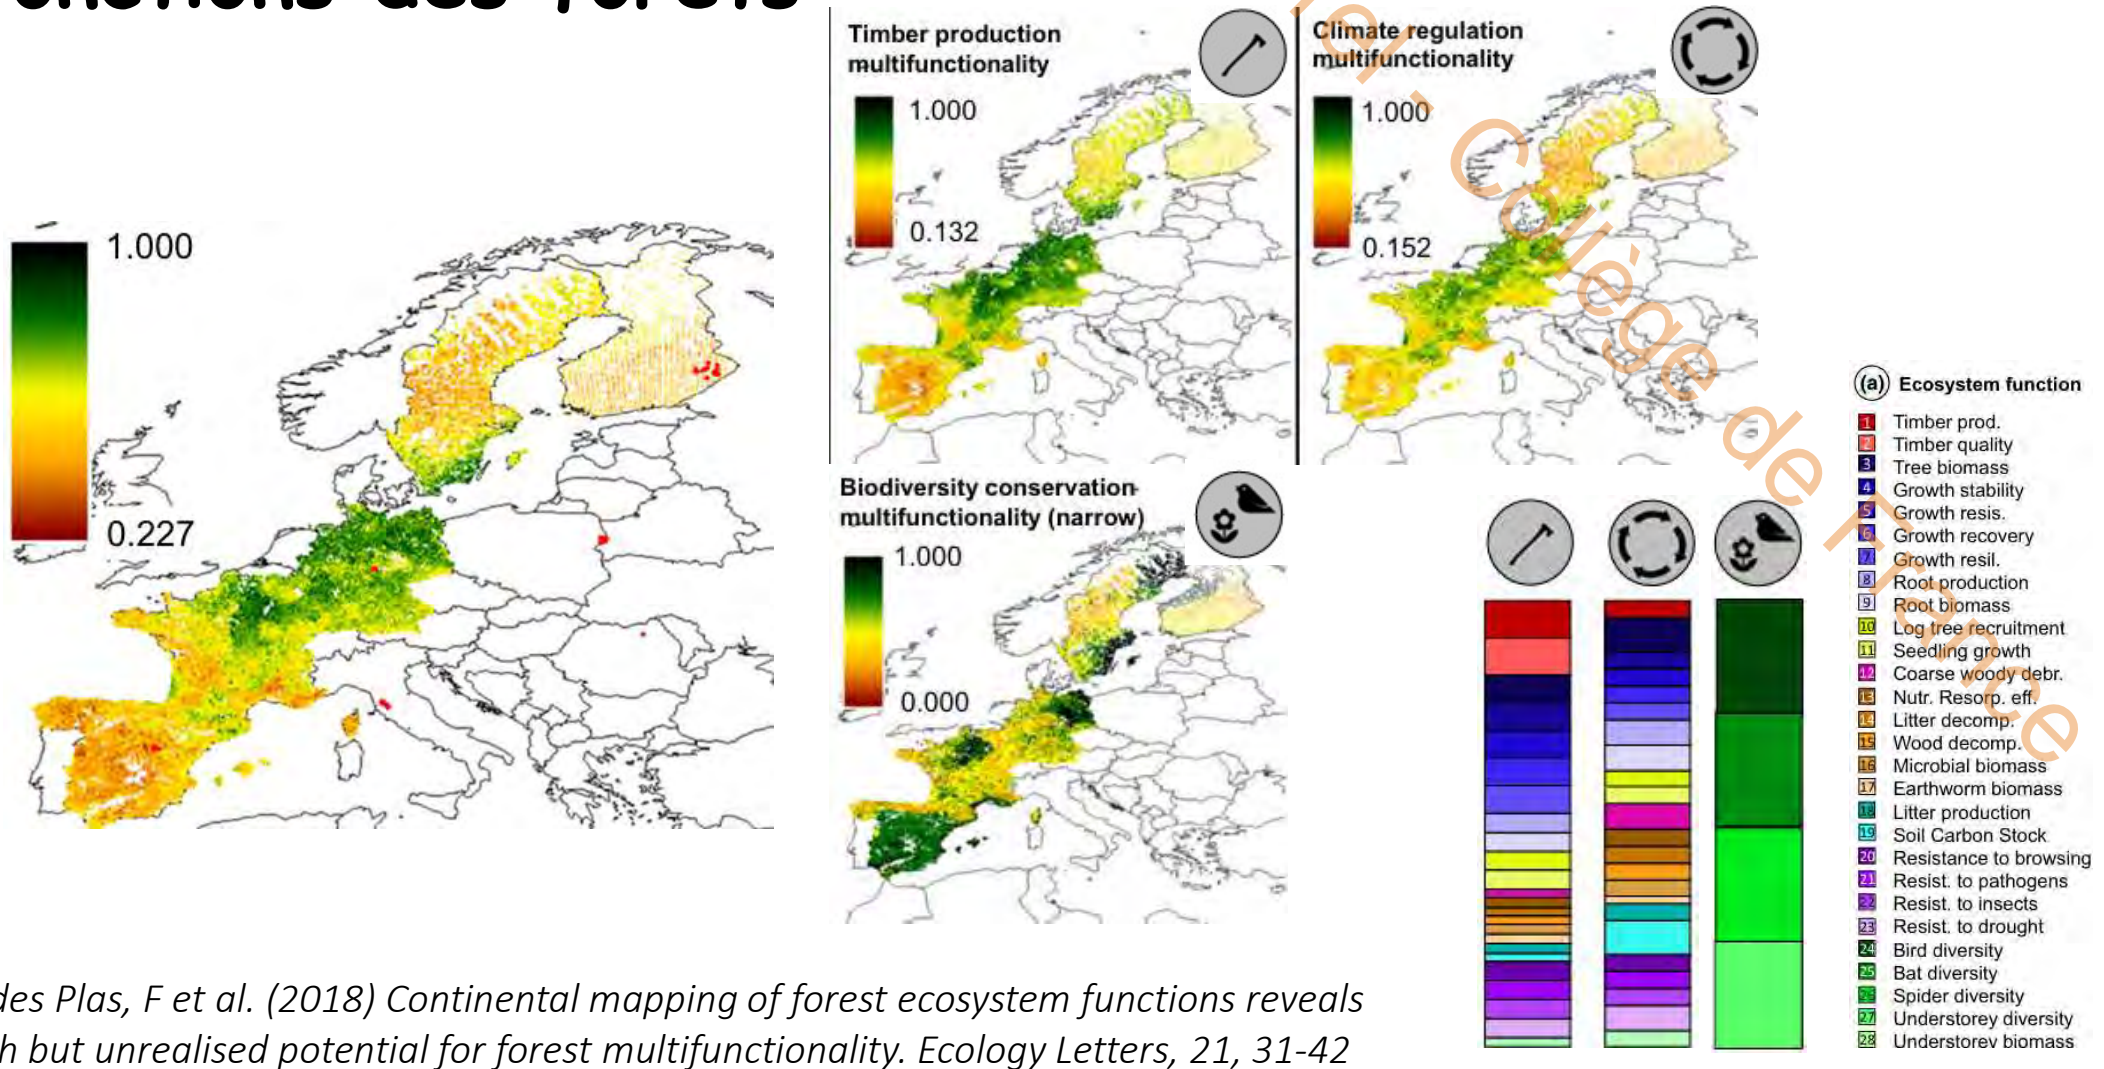 des forêts
Timber production
multifunctionality
1.000
0.132
Climate regulation
multifunctionality
1.000
0.152
1.000
0.227
Biodiversity conservation
multifunctionality (narrow)
1.000
0.000
(a) Ecosystem function
1 Timber prod.
2 Timber quality
3 Tree biomass
4 Growth stability
5 Growth resis.
6 Growth recovery
7 Growth resil.
8 Root production
9 Root biomass
10 Log tree recruitment
11 Seedling growth
12 Coarse woody debr.
13 Nutr. Resorp. eff.
14 Litter decomp.
15 Wood decomp.
16 Microbial biomass
17 Earthworm biomass
18 Litter production
19 Soil Carbon Stock
20 Resistance to browsing
21 Resist. to pathogens
22 Resist. to insects
23 Resist. to drought
24 Bird diversity
25 Bat diversity
26 Spider diversity
27 Understorey diversity
28 Understorey biomass
des Plas, F et al. (2018) Continental mapping of forest ecosystem functions reveals
h but unrealised potential for forest multifunctionality. Ecology Letters, 21, 31-42
el - Collège de France